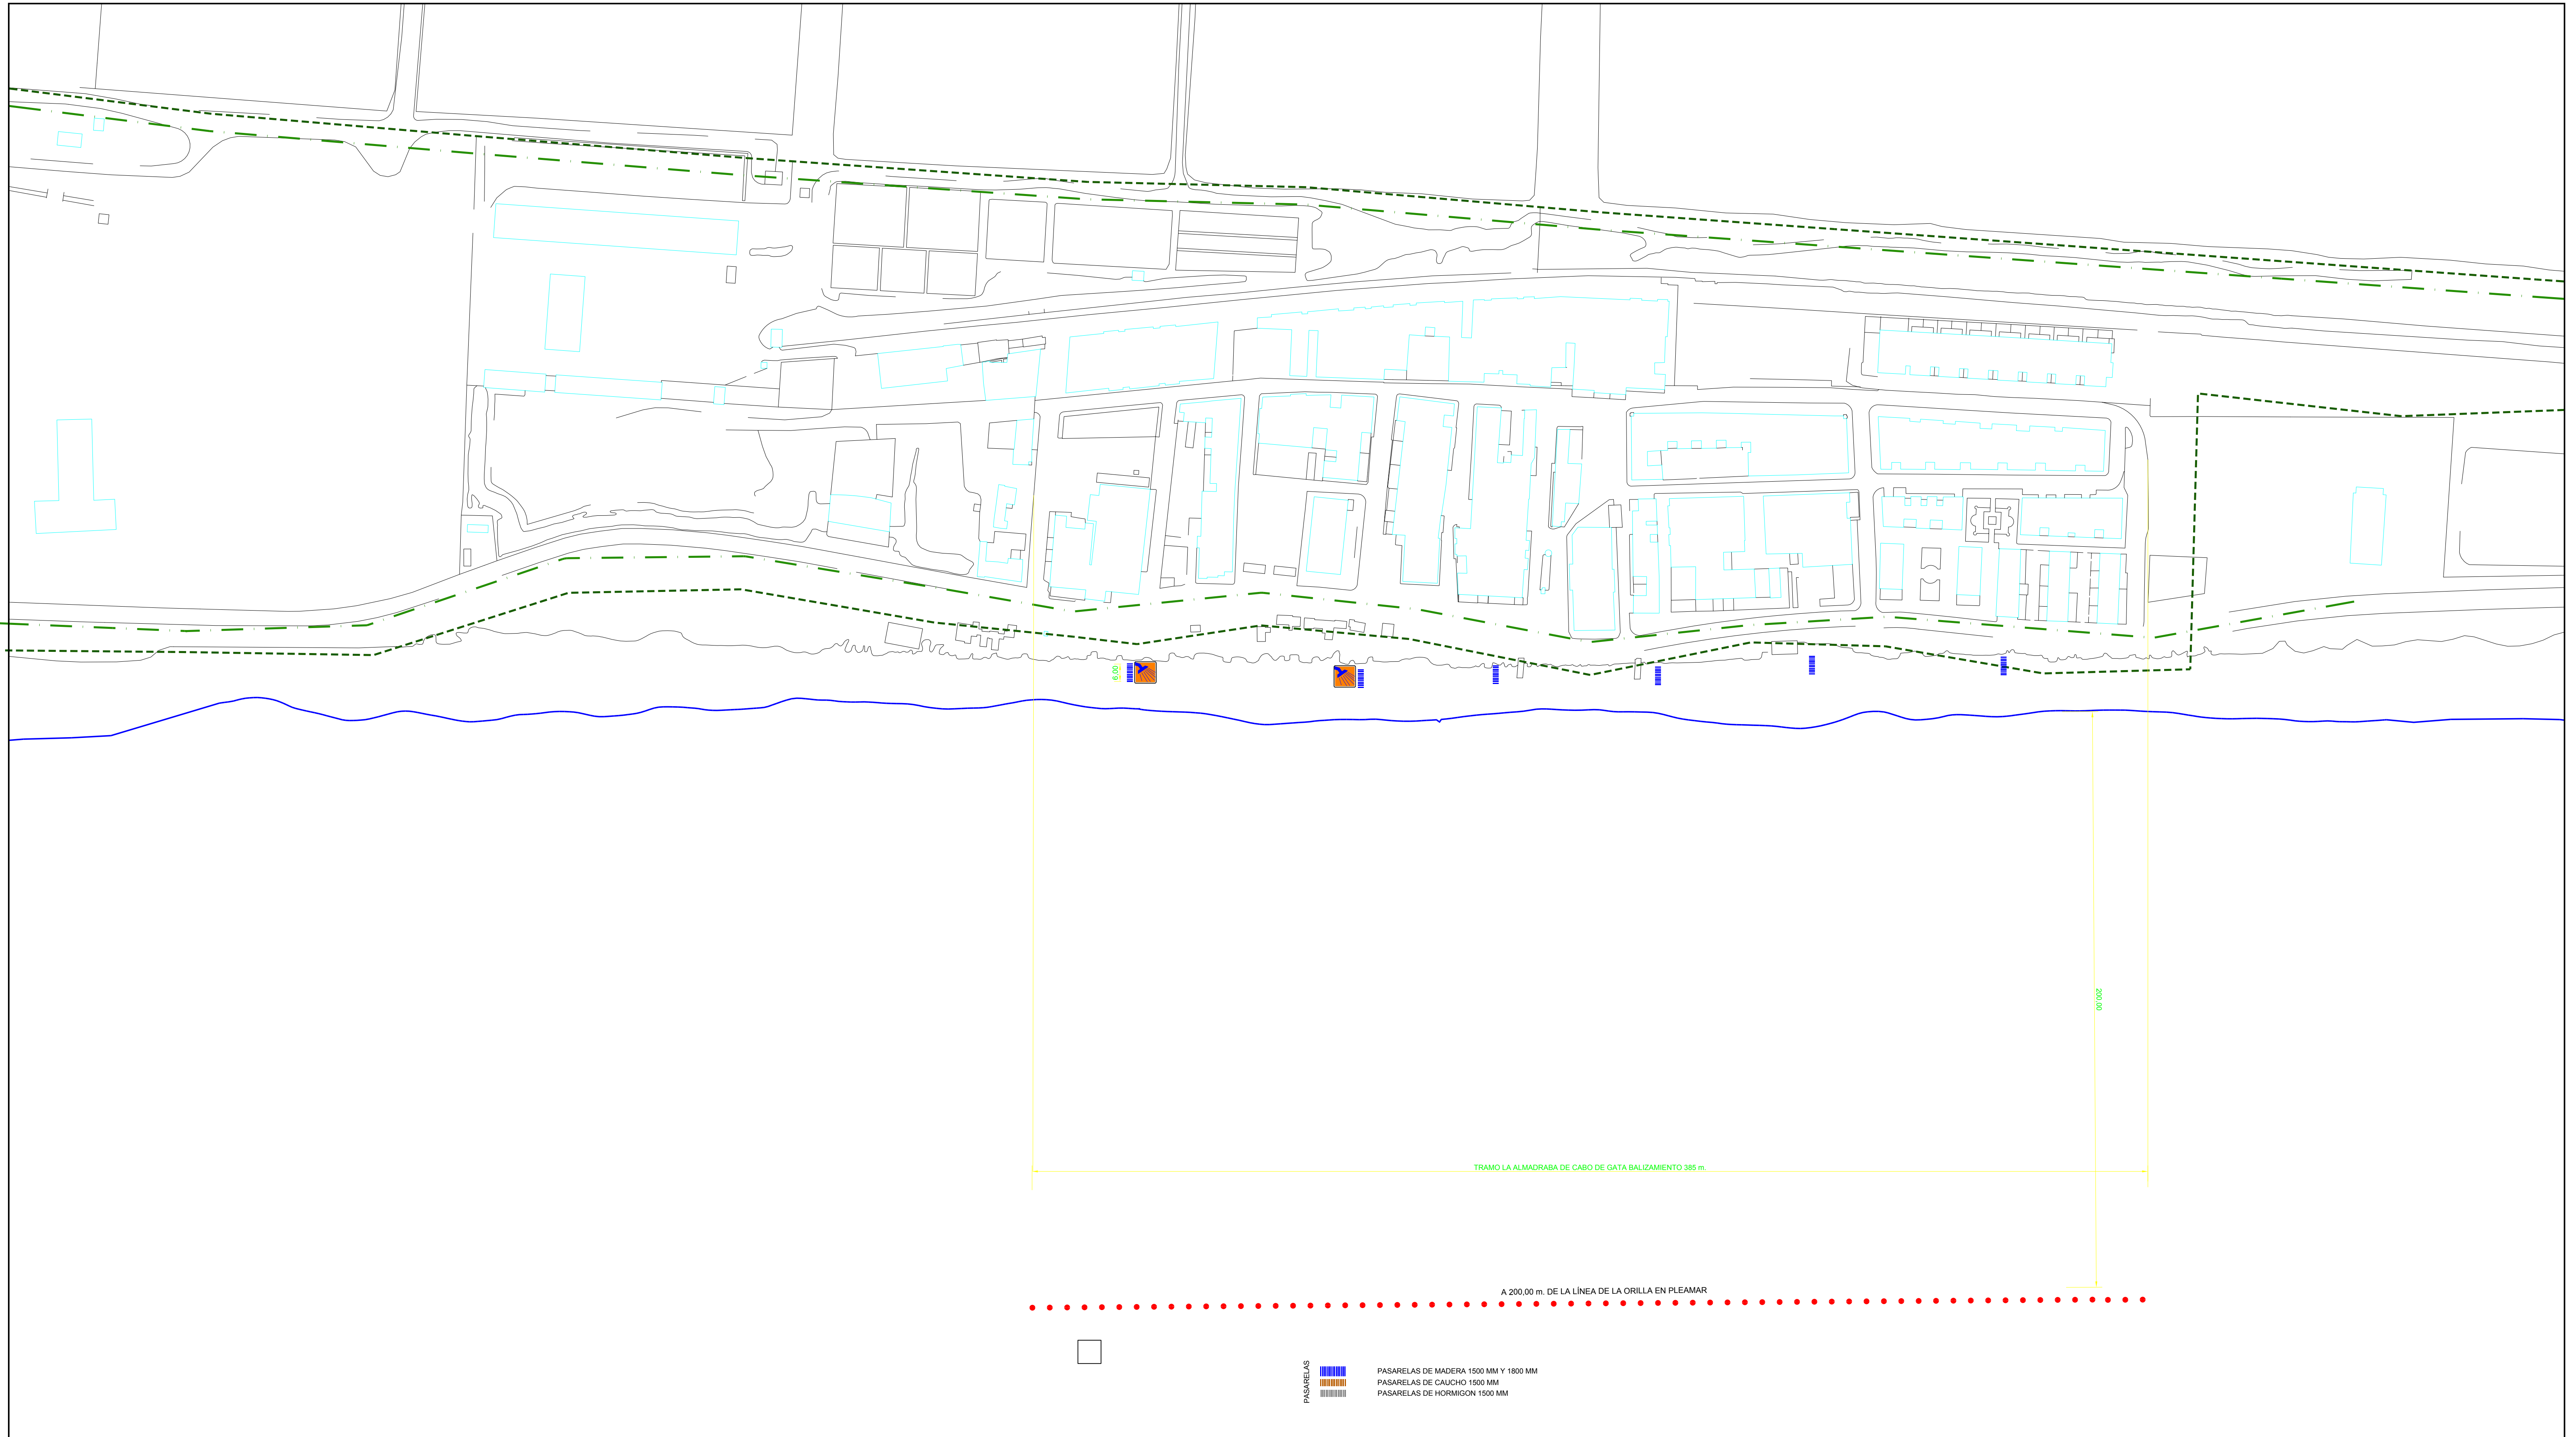 6,00
200,00
TRAMO LA ALMADRABA DE CABO DE GATA BALIZAMIENTO 385 m.
A 200,00 m. DE LA LÍNEA DE LA ORILLA EN PLEAMAR
PASARELAS
PASARELAS DE MADERA 1500 MM Y 1800 MM
PASARELAS DE CAUCHO 1500 MM
PASARELAS DE HORMIGON 1500 MM